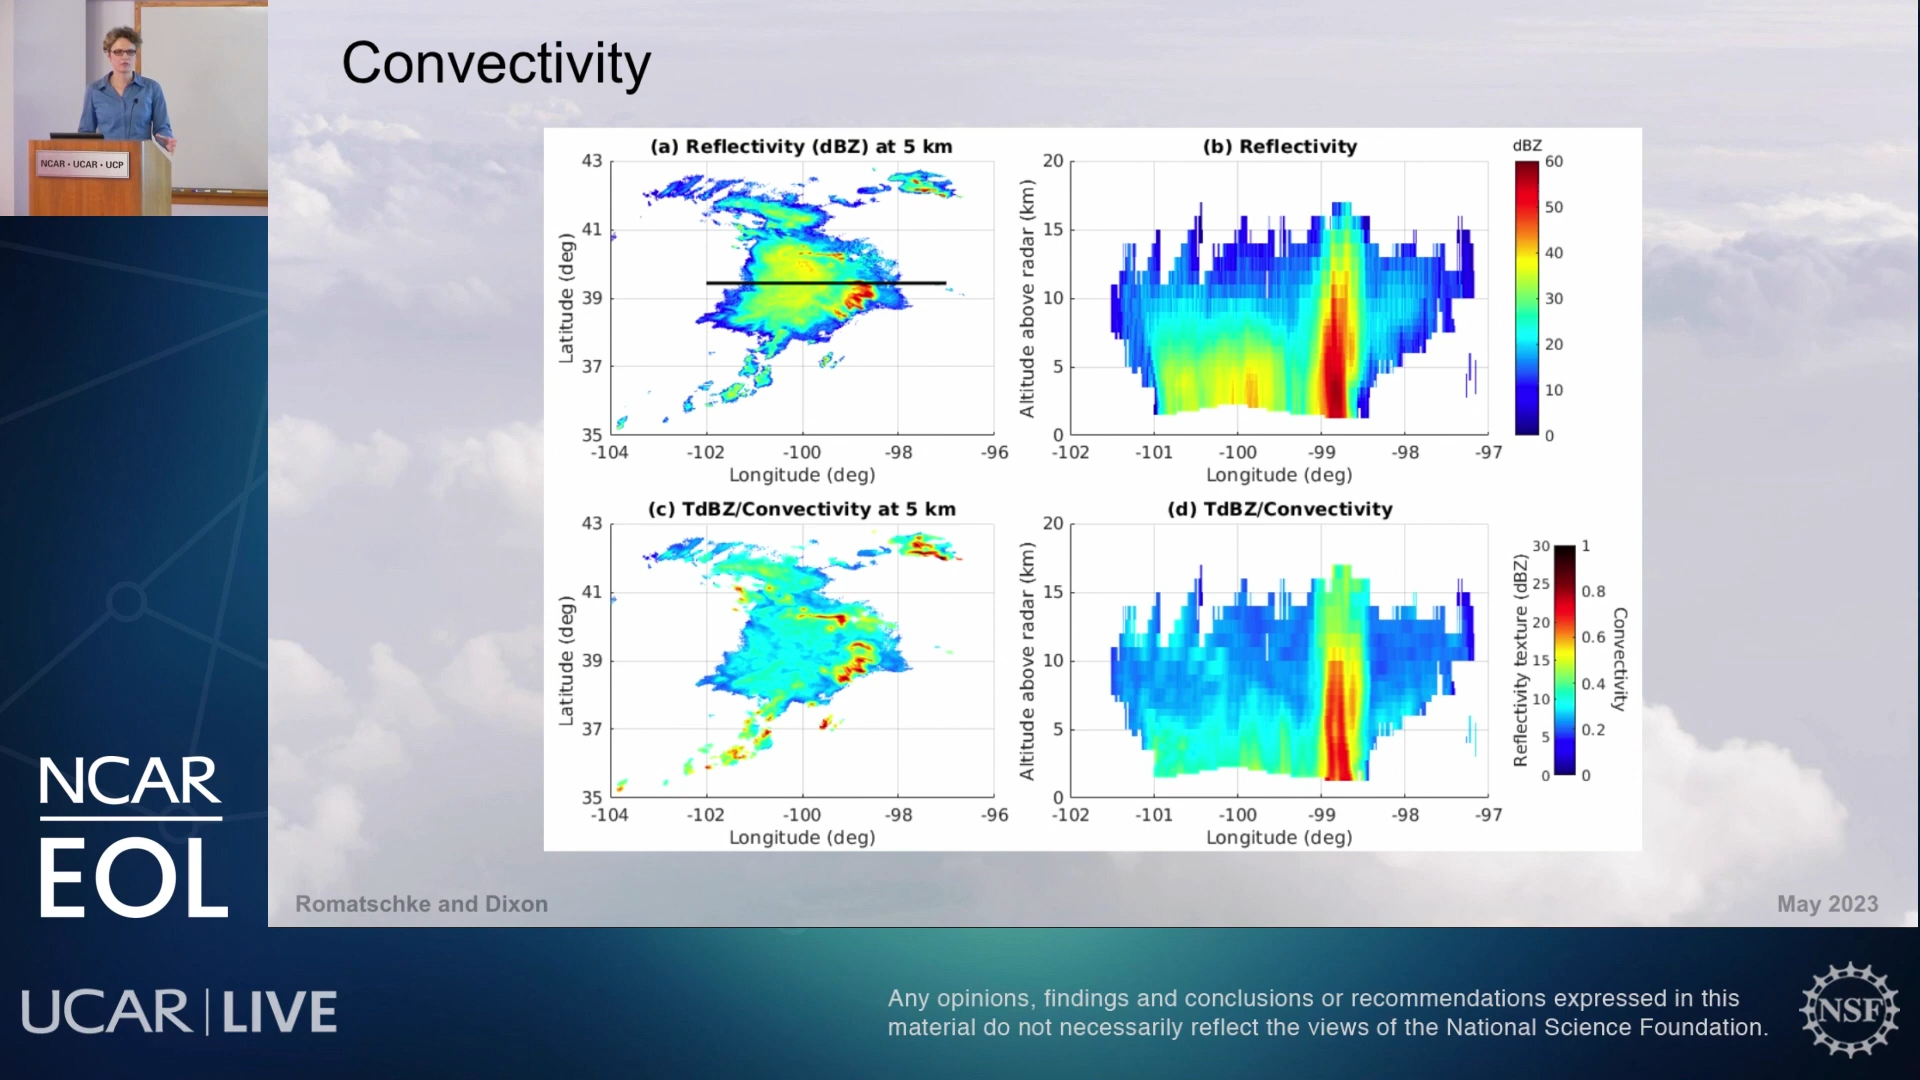 NCAR • UCAR • UCP
Convectivity
(a) Reflectivity (dBZ) at 5 km
43
41
39
37
35
Latitude (deg)
-104 -102 -100 -98 -96
Longitude (deg)
(b) Reflectivity
20
15
10
5
0
Altitude above radar (km)
-102 -101 -100 -99 -98 -97
Longitude (deg)
dBZ
60
50
40
30
20
10
0
(c) TdBZ/Convectivity at 5 km
43
41
39
37
35
Latitude (deg)
-104 -102 -100 -98 -96
Longitude (deg)
(d) TdBZ/Convectivity
20
15
10
5
0
Altitude above radar (km)
-102 -101 -100 -99 -98 -97
Longitude (deg)
Reflectivity texture (dBZ)
30
25
20
15
10
5
0
1
0.8
0.6
0.4
0.2
0
Convectivity
Romatschke and Dixon
May 2023
NCAR
EOL
UCAR | LIVE
Any opinions, findings and conclusions or recommendations expressed in this
material do not necessarily reflect the views of the National Science Foundation.
NSF